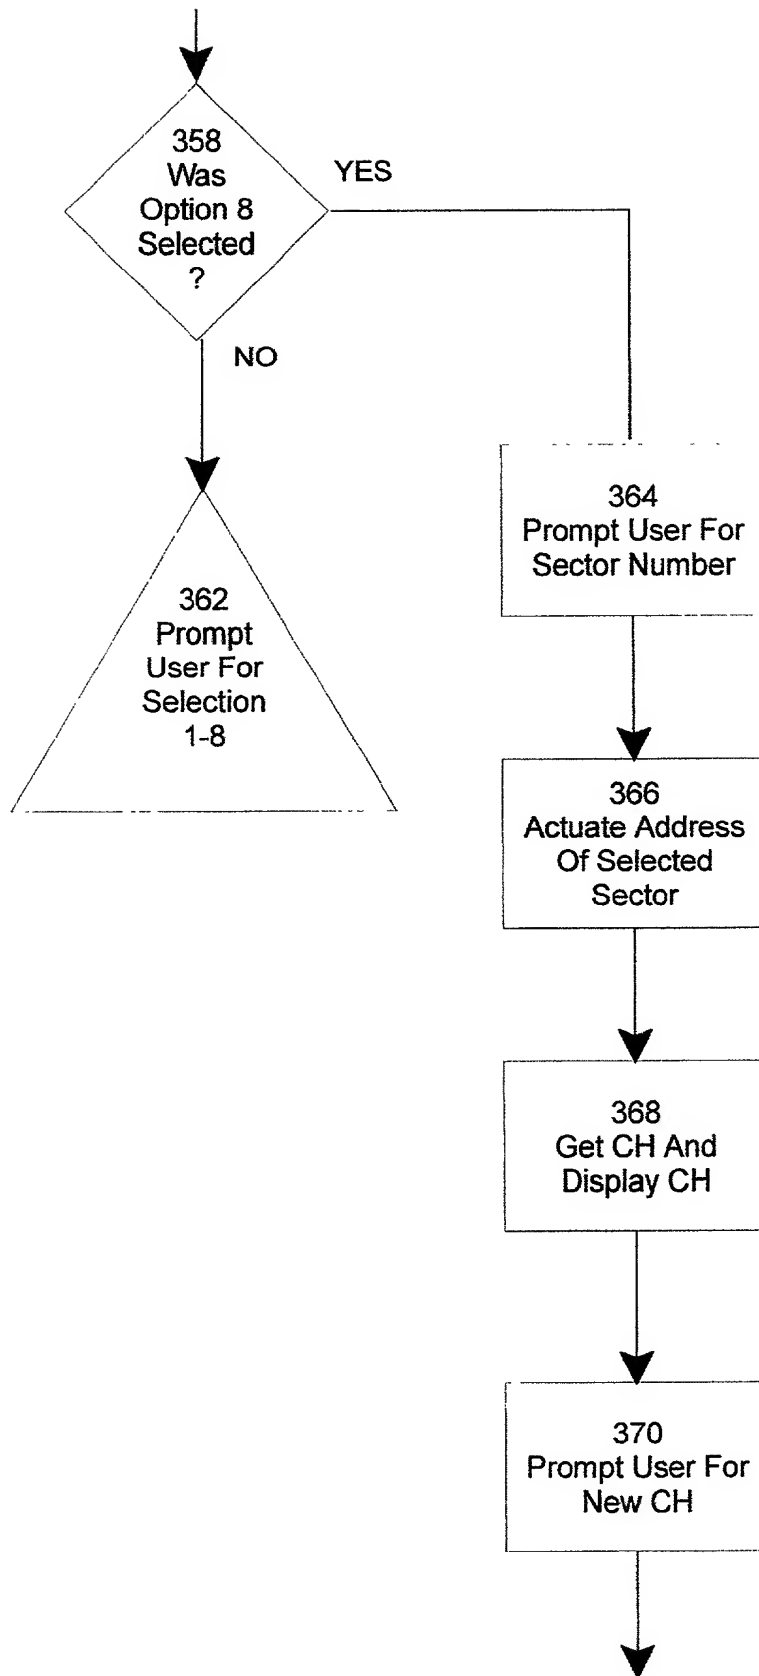 358
Was
Option 8
Selected
?
YES
NO
362
Prompt
User For
Selection
1-8
364
Prompt User For
Sector Number
366
Actuate Address
Of Selected
Sector
368
Get CH And
Display CH
370
Prompt User For
New CH